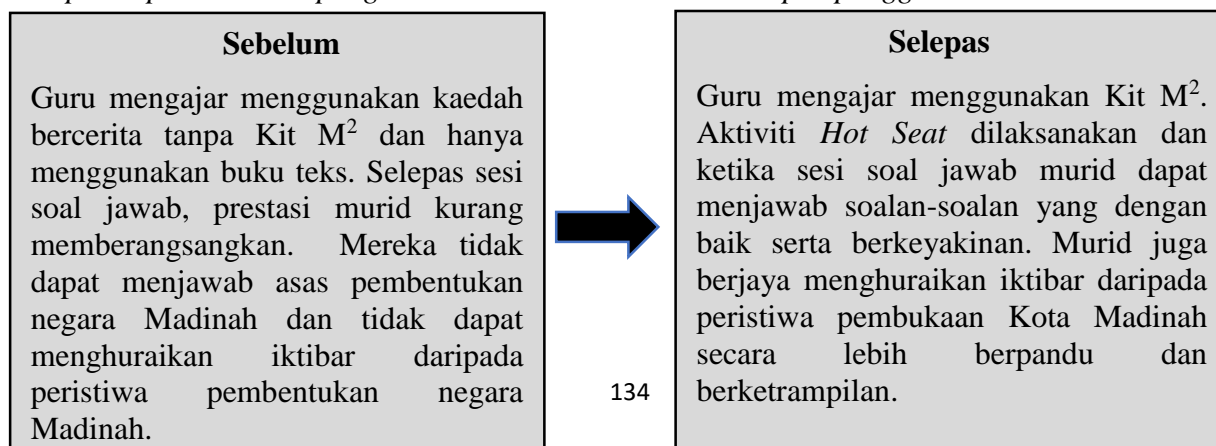 Sebelum
Guru mengajar menggunakan kaedah
bercerita tanpa Kit M² dan hanya
menggunakan buku teks. Selepas sesi
soal jawab, prestasi murid kurang
memberangsangkan. Mereka tidak
dapat menjawab asas pembentukan
negara Madinah dan tidak dapat
menghuraikan iktibar daripada
peristiwa pembentukan negara
Madinah.
Selepas
Guru mengajar menggunakan Kit M².
Aktiviti Hot Seat dilaksanakan dan
ketika sesi soal jawab murid dapat
menjawab soalan-soalan yang dengan
baik serta berkeyakinan. Murid juga
berjaya menghuraikan iktibar daripada
peristiwa pembukaan Kota Madinah
secara lebih berpandu dan
berketrampilan.
134